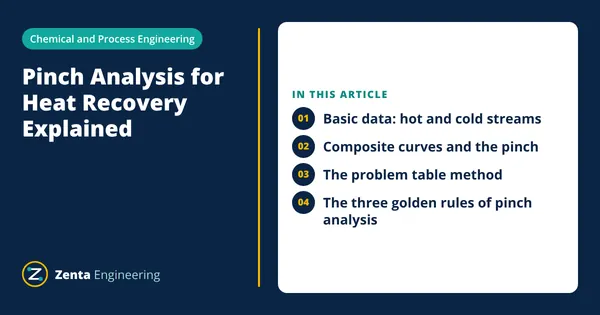 Chemical and Process Engineering
Pinch Analysis for
Heat Recovery
Explained
Zenta Engineering
IN THIS ARTICLE
01 Basic data: hot and cold streams
02 Composite curves and the pinch
03 The problem table method
04 The three golden rules of pinch
analysis